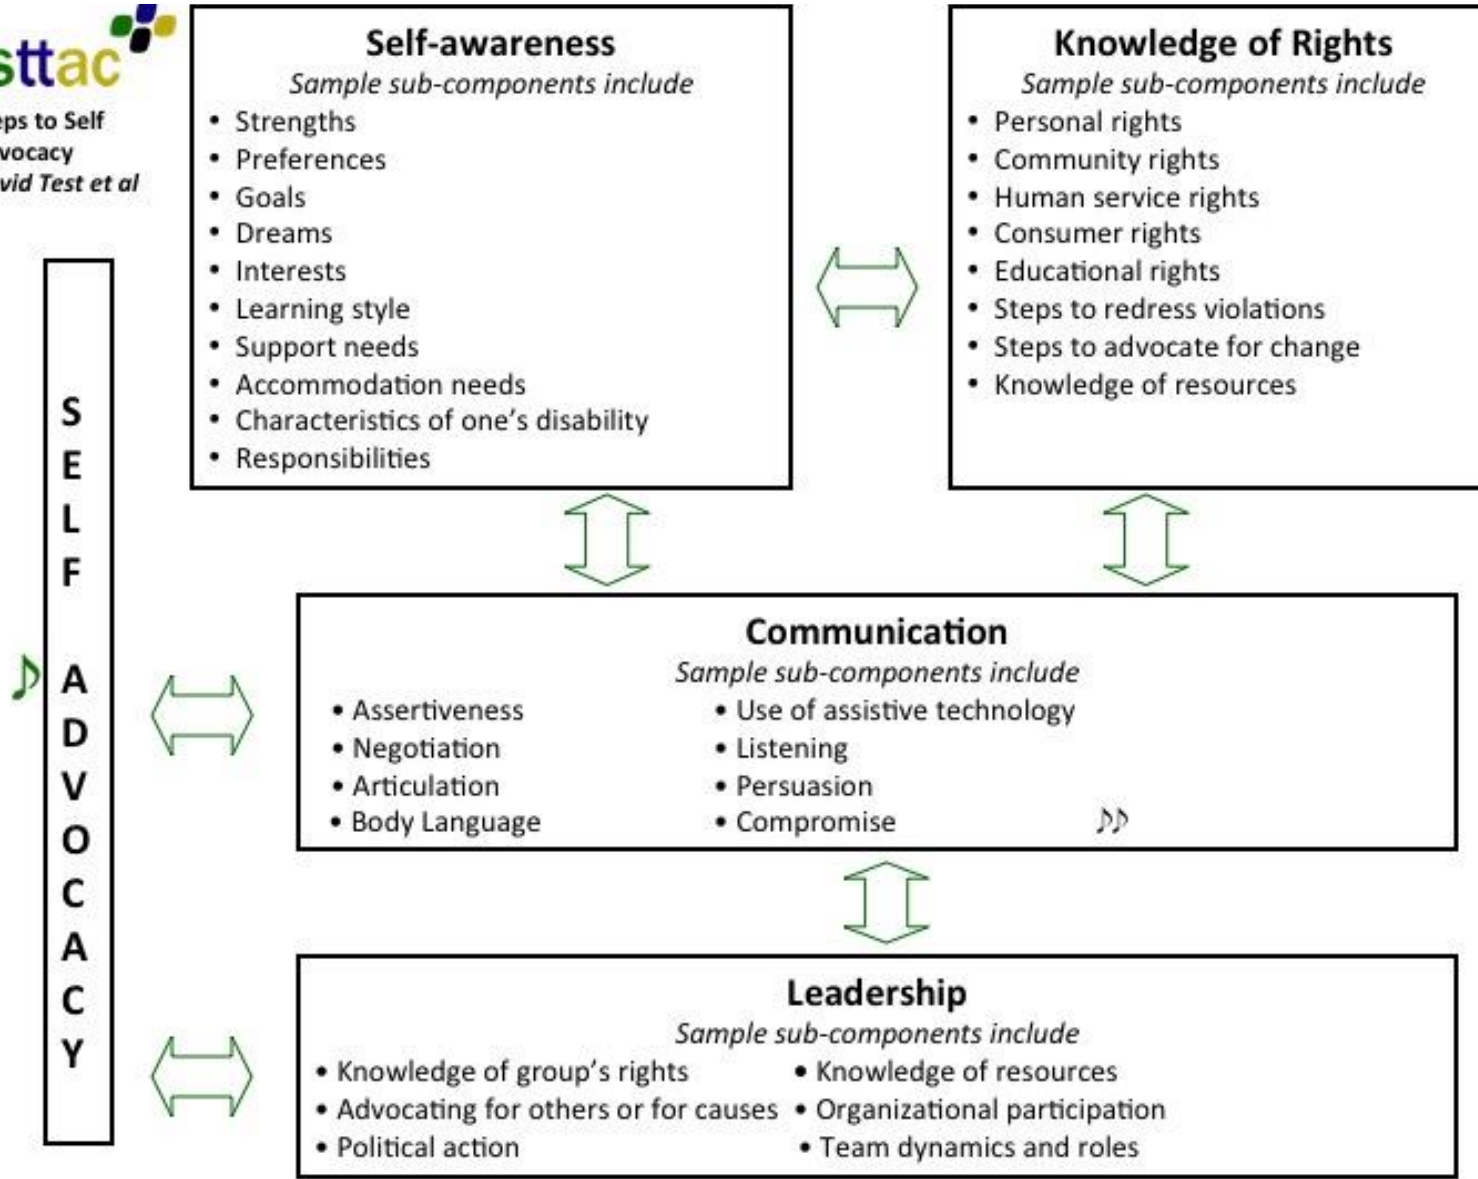 sttac
eps to Self
vocacy
vid Test et al
SELF ADVOCACY
Self-awareness
Sample sub-components include
• Strengths
• Preferences
• Goals
• Dreams
• Interests
• Learning style
• Support needs
• Accommodation needs
• Characteristics of one's disability
• Responsibilities
Knowledge of Rights
Sample sub-components include
• Personal rights
• Community rights
• Human service rights
• Consumer rights
• Educational rights
• Steps to redress violations
• Steps to advocate for change
• Knowledge of resources
Communication
Sample sub-components include
• Assertiveness
• Negotiation
• Articulation
• Body Language
• Use of assistive technology
• Listening
• Persuasion
• Compromise
Leadership
Sample sub-components include
• Knowledge of group's rights
• Advocating for others or for causes
• Political action
• Knowledge of resources
• Organizational participation
• Team dynamics and roles